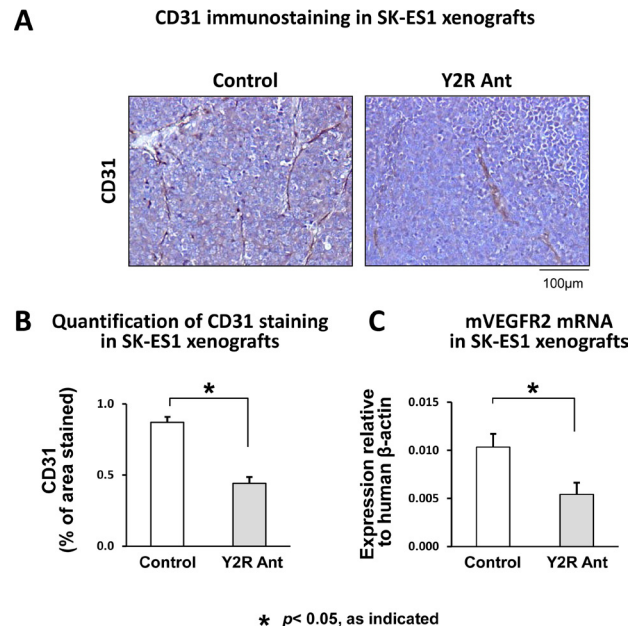 A
CD31 immunostaining in SK-ES1 xenografts
Control
Y2R Ant
CD31
100µm
B
Quantification of CD31 staining
in SK-ES1 xenografts
CD31
(% of area stained)
1.0
0.5
0.0
*
Control
Y2R Ant
C
mVEGFR2 mRNA
in SK-ES1 xenografts
Expression relative
to human β-actin
0.015
0.010
0.005
0.000
*
Control
Y2R Ant
* p< 0.05, as indicated